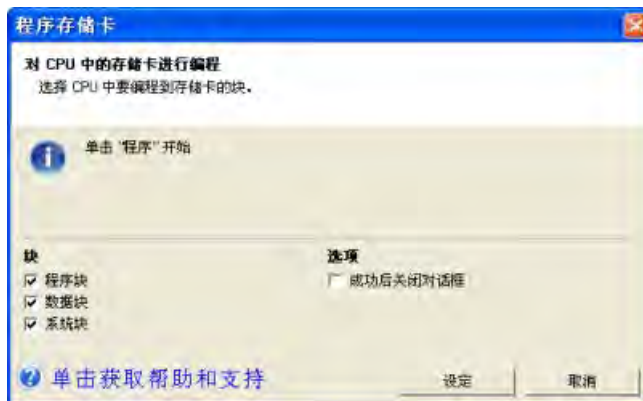 程序存储卡
对 CPU 中的存储卡进行编程
选择 CPU 中要编程到存储卡的块。
单击 "程序" 开始
块
选项
程序块
成功后关闭对话框
数据块
系统块
单击获取帮助和支持
设定
取消